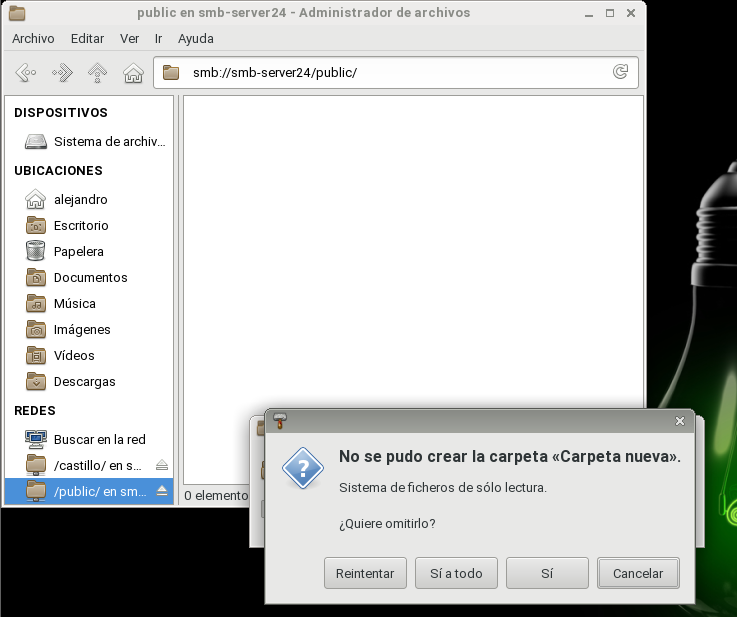 public en smb-server24 - Administrador de archivos
Archivo Editar Ver Ir Ayuda
smb://smb-server24/public/
DISPOSITIVOS
Sistema de archiv...
UBICACIONES
alejandro
Escritorio
Papelera
Documentos
Música
Imágenes
Vídeos
Descargas
REDES
Buscar en la red
/castillo/ en s...
/public/ en sm...
0 elemento
No se pudo crear la carpeta «Carpeta nueva».
Sistema de ficheros de sólo lectura.
¿Quiere omitirlo?
Reintentar Sí a todo Sí Cancelar